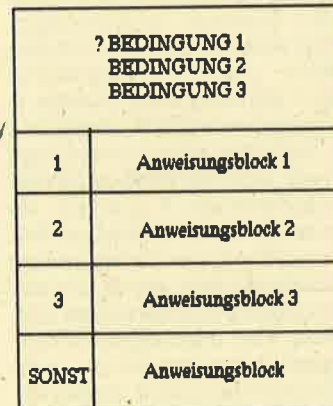 ? BEDINGUNG 1
BEDINGUNG 2
BEDINGUNG 3
1 Anweisungsblock 1
2 Anweisungsblock 2
3 Anweisungsblock 3
SONST Anweisungsblock